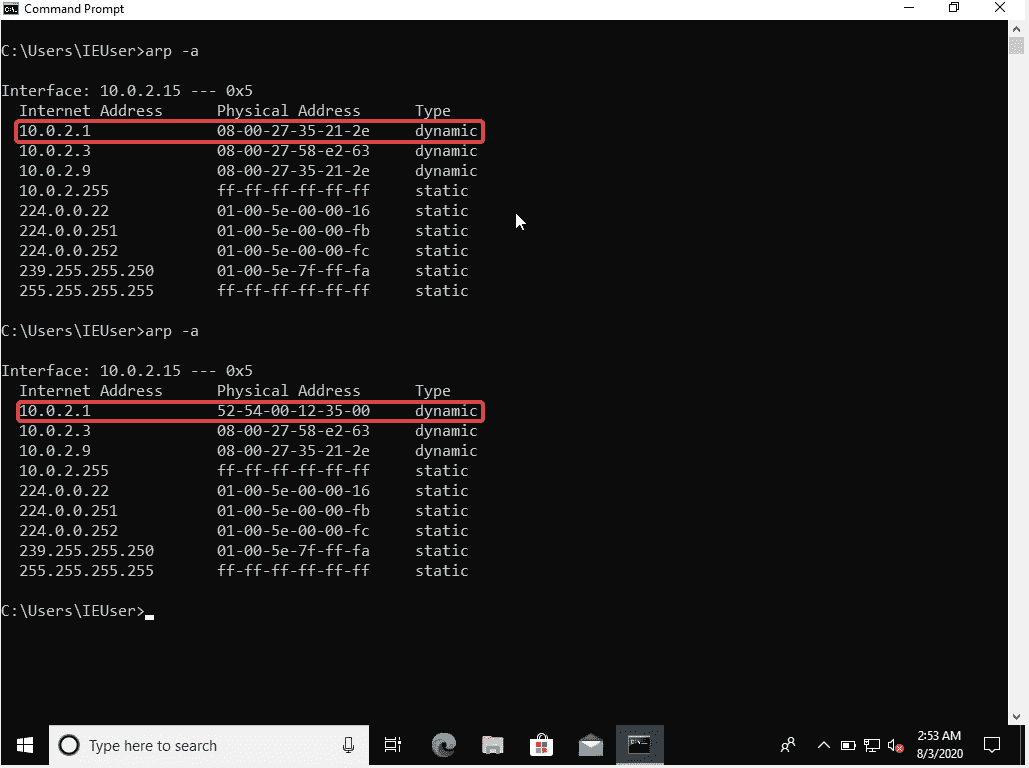 Command Prompt
C:\Users\IEUser>arp -a
Interface: 10.0.2.15 --- 0x5
Internet Address Physical Address Type
10.0.2.1 08-00-27-35-21-2e dynamic
10.0.2.3 08-00-27-58-e2-63 dynamic
10.0.2.9 08-00-27-35-21-2e dynamic
10.0.2.255 ff-ff-ff-ff-ff-ff static
224.0.0.22 01-00-5e-00-00-16 static
224.0.0.251 01-00-5e-00-00-fb static
224.0.0.252 01-00-5e-00-00-fc static
239.255.255.250 01-00-5e-7f-ff-fa static
255.255.255.255 ff-ff-ff-ff-ff-ff static
C:\Users\IEUser>arp -a
Interface: 10.0.2.15 --- 0x5
Internet Address Physical Address Type
10.0.2.1 52-54-00-12-35-00 dynamic
10.0.2.3 08-00-27-58-e2-63 dynamic
10.0.2.9 08-00-27-35-21-2e dynamic
10.0.2.255 ff-ff-ff-ff-ff-ff static
224.0.0.22 01-00-5e-00-00-16 static
224.0.0.251 01-00-5e-00-00-fb static
224.0.0.252 01-00-5e-00-00-fc static
239.255.255.250 01-00-5e-7f-ff-fa static
255.255.255.255 ff-ff-ff-ff-ff-ff static
C:\Users\IEUser>_
Type here to search
2:53 AM
8/3/2020